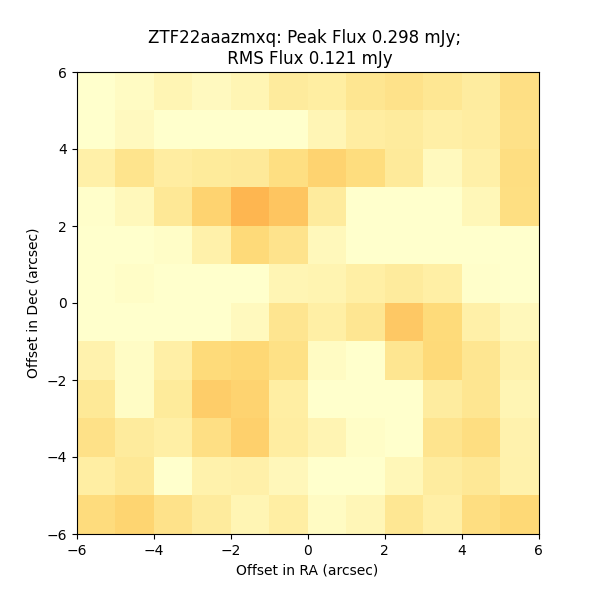 ZTF22aaazmxq: Peak Flux 0.298 mJy;
RMS Flux 0.121 mJy
6
4
2
0
−2
−4
−6
Offset in Dec (arcsec)
−6 −4 −2 0 2 4 6
Offset in RA (arcsec)